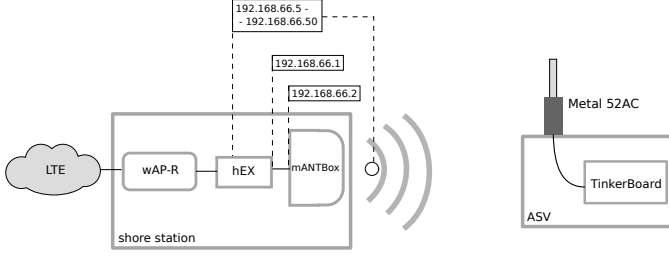 192.168.66.5 -
- 192.168.66.50
192.168.66.1
192.168.66.2
Metal 52AC
LTE
wAP-R
hEX
mANTBox
TinkerBoard
shore station
ASV